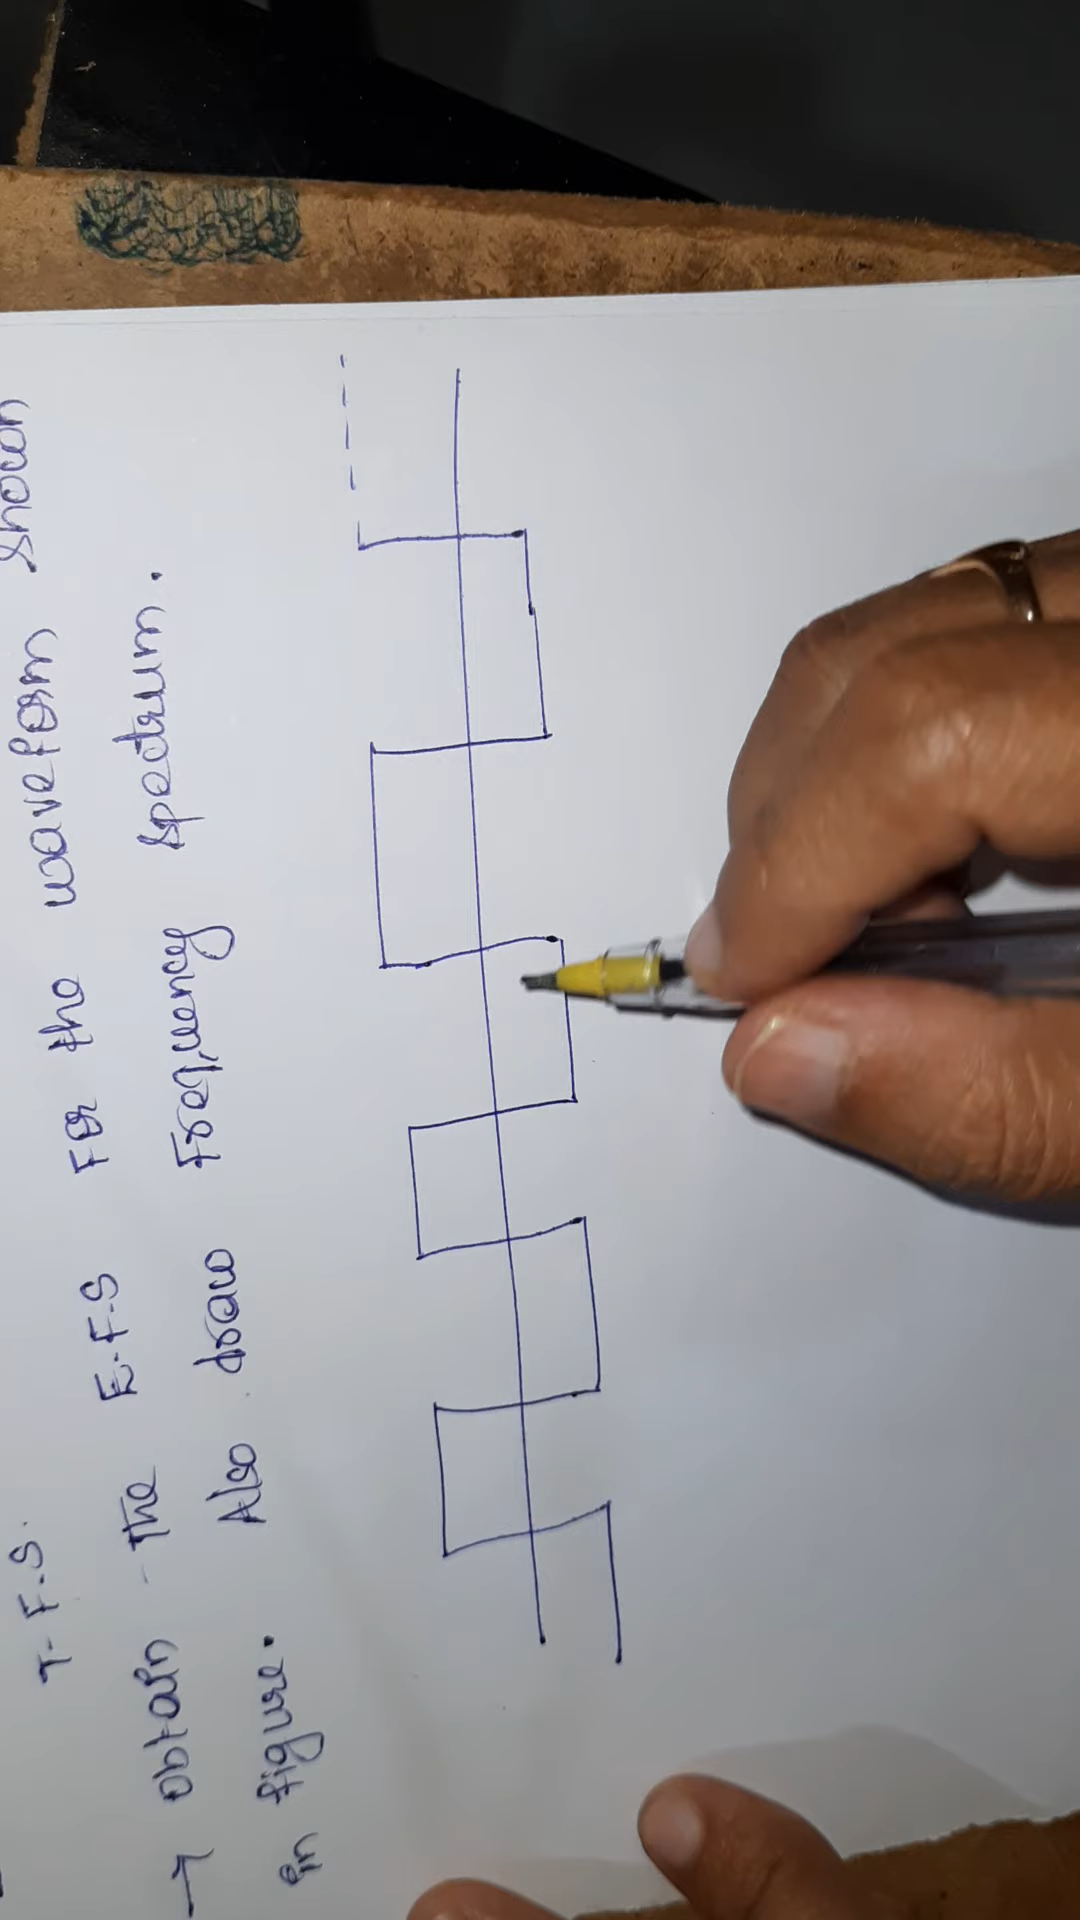 T.F.S.
→ obtain the E.F.S For the waveform shown
in figure. Also draw Frequency spectrum.